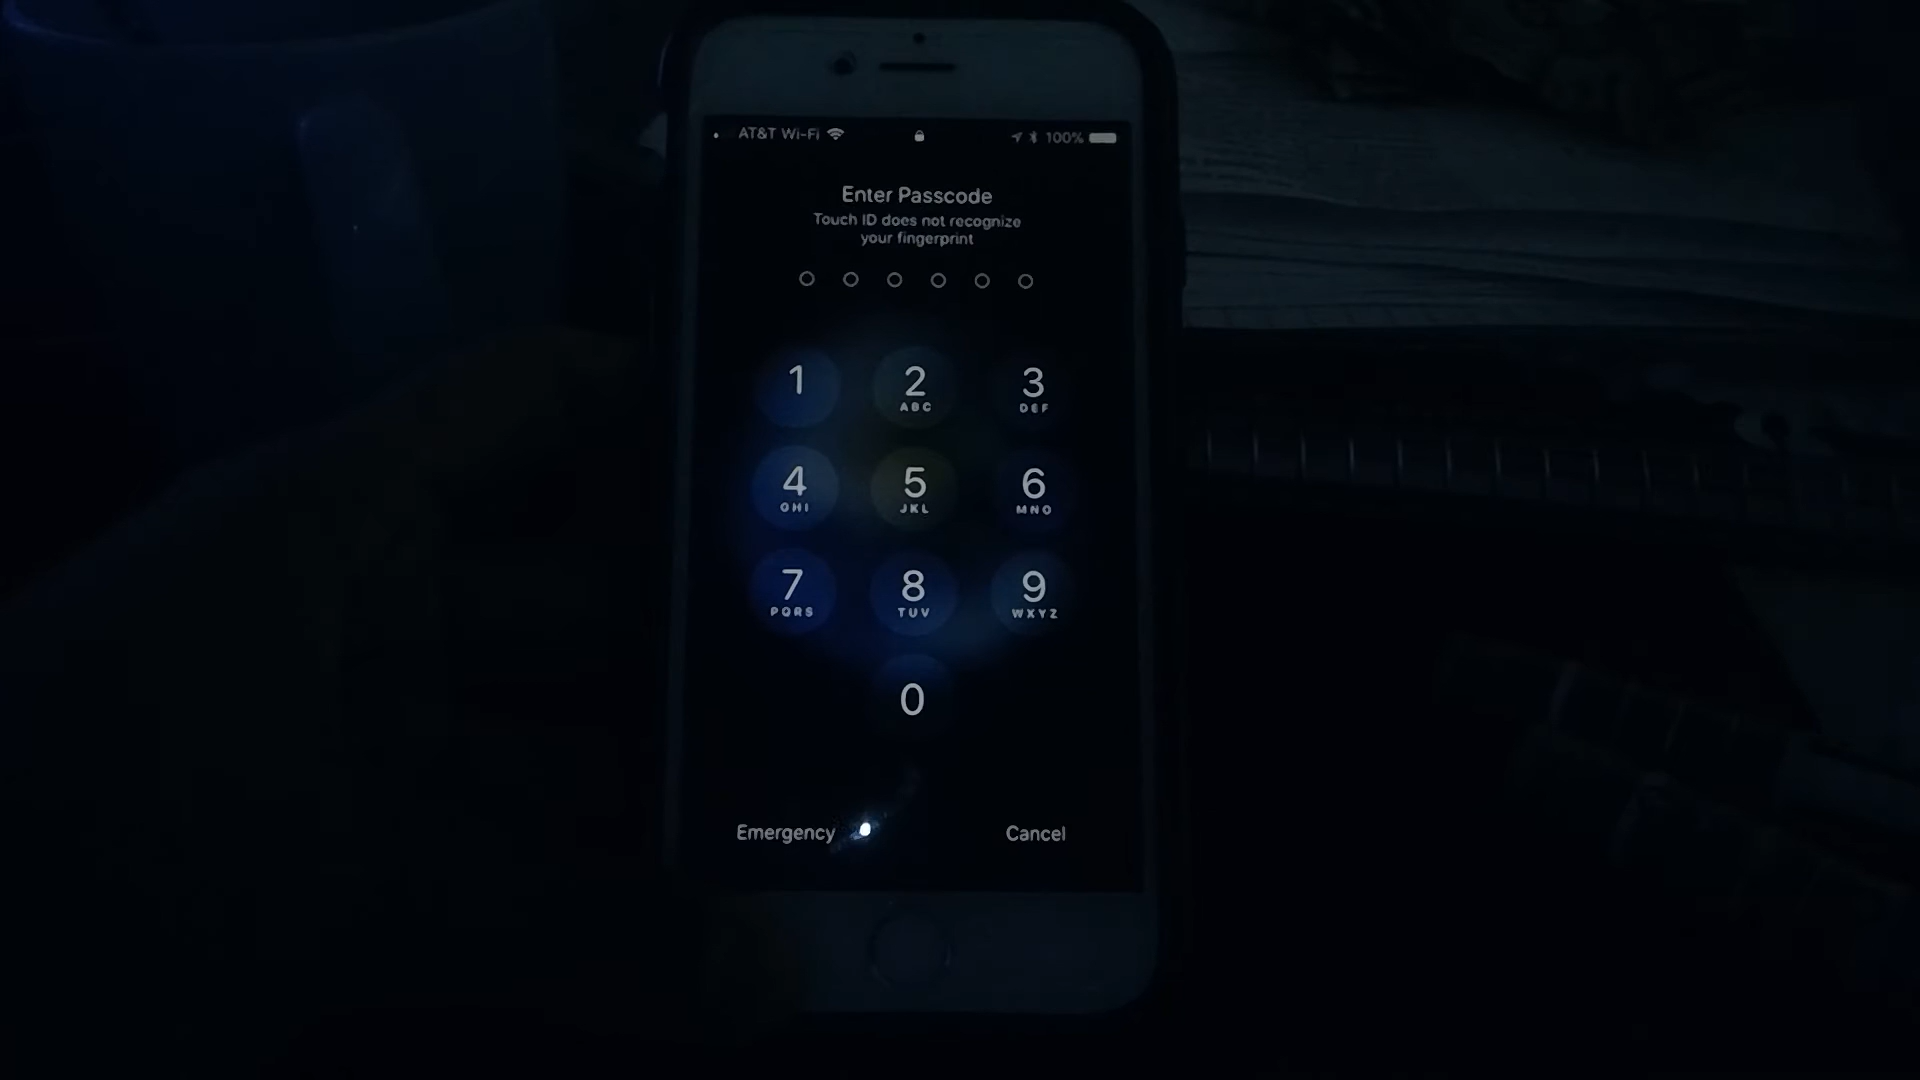 AT&T Wi-Fi 100%
Enter Passcode
Touch ID does not recognize
your fingerprint
1 2 3
ABC DEF
4 5 6
GHI JKL MNO
7 8 9
PQRS TUV WXYZ
0
Emergency Cancel